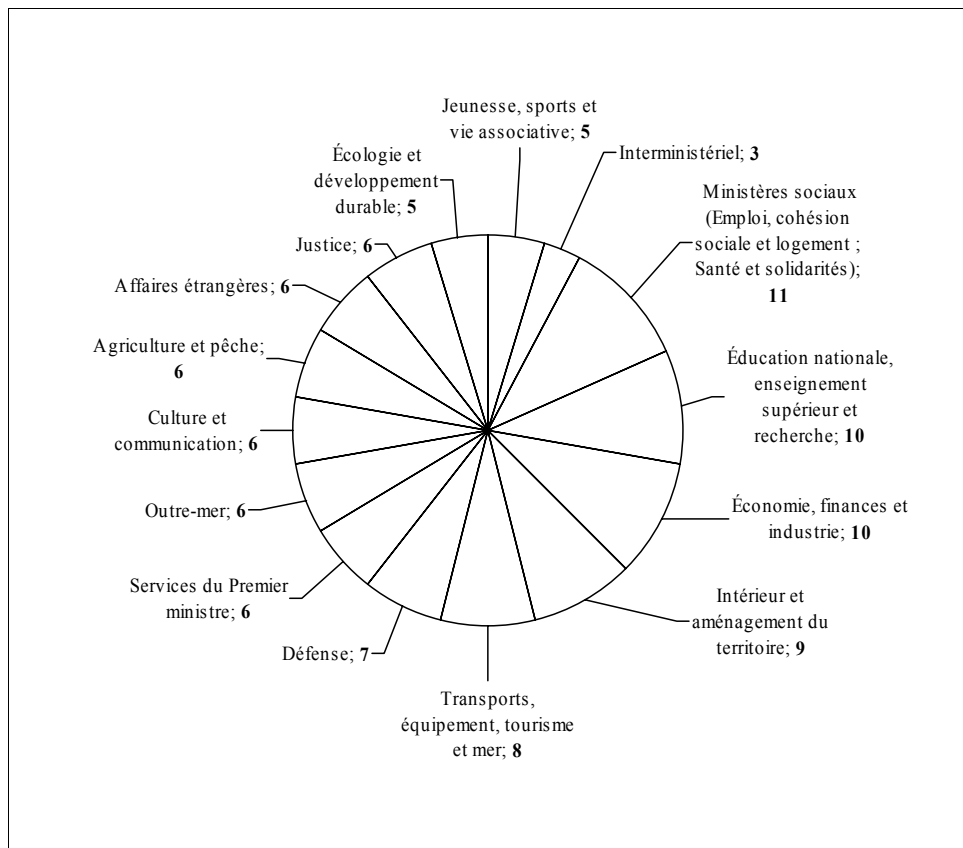 Jeunesse, sports et
vie associative; 5
Interministériel; 3
Ministères sociaux
(Emploi, cohésion
sociale et logement ;
Santé et solidarités);
11
Éducation nationale,
enseignement
supérieur et
recherche; 10
Économie, finances et
industrie; 10
Intérieur et
aménagement du
territoire; 9
Transports,
équipement, tourisme
et mer; 8
Défense; 7
Services du Premier
ministre; 6
Outre-mer; 6
Culture et
communication; 6
Agriculture et pêche;
6
Affaires étrangères; 6
Justice; 6
Écologie et
développement
durable; 5